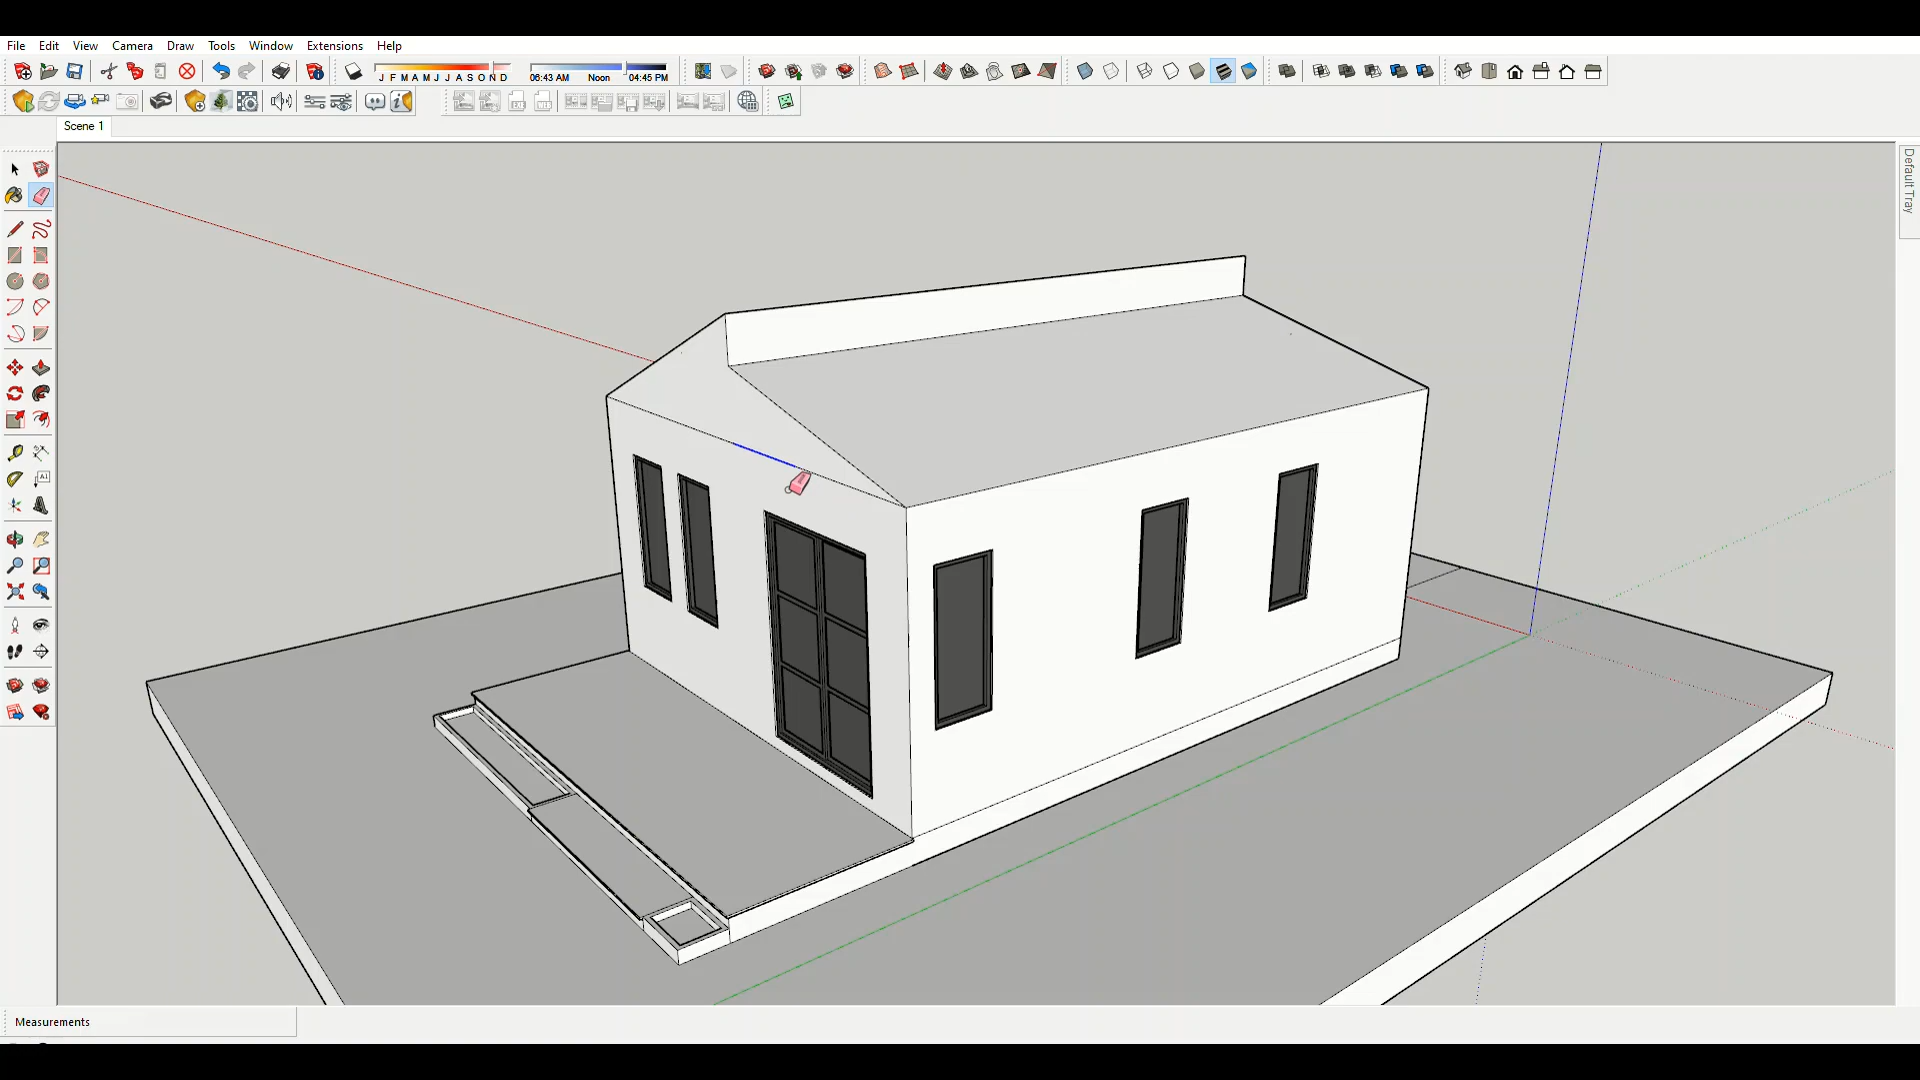 File Edit View Camera Draw Tools Window Extensions Help
J F M A M J J A S O N D 06:43 AM Noon 04:45 PM
Scene 1
Default Tray
Measurements